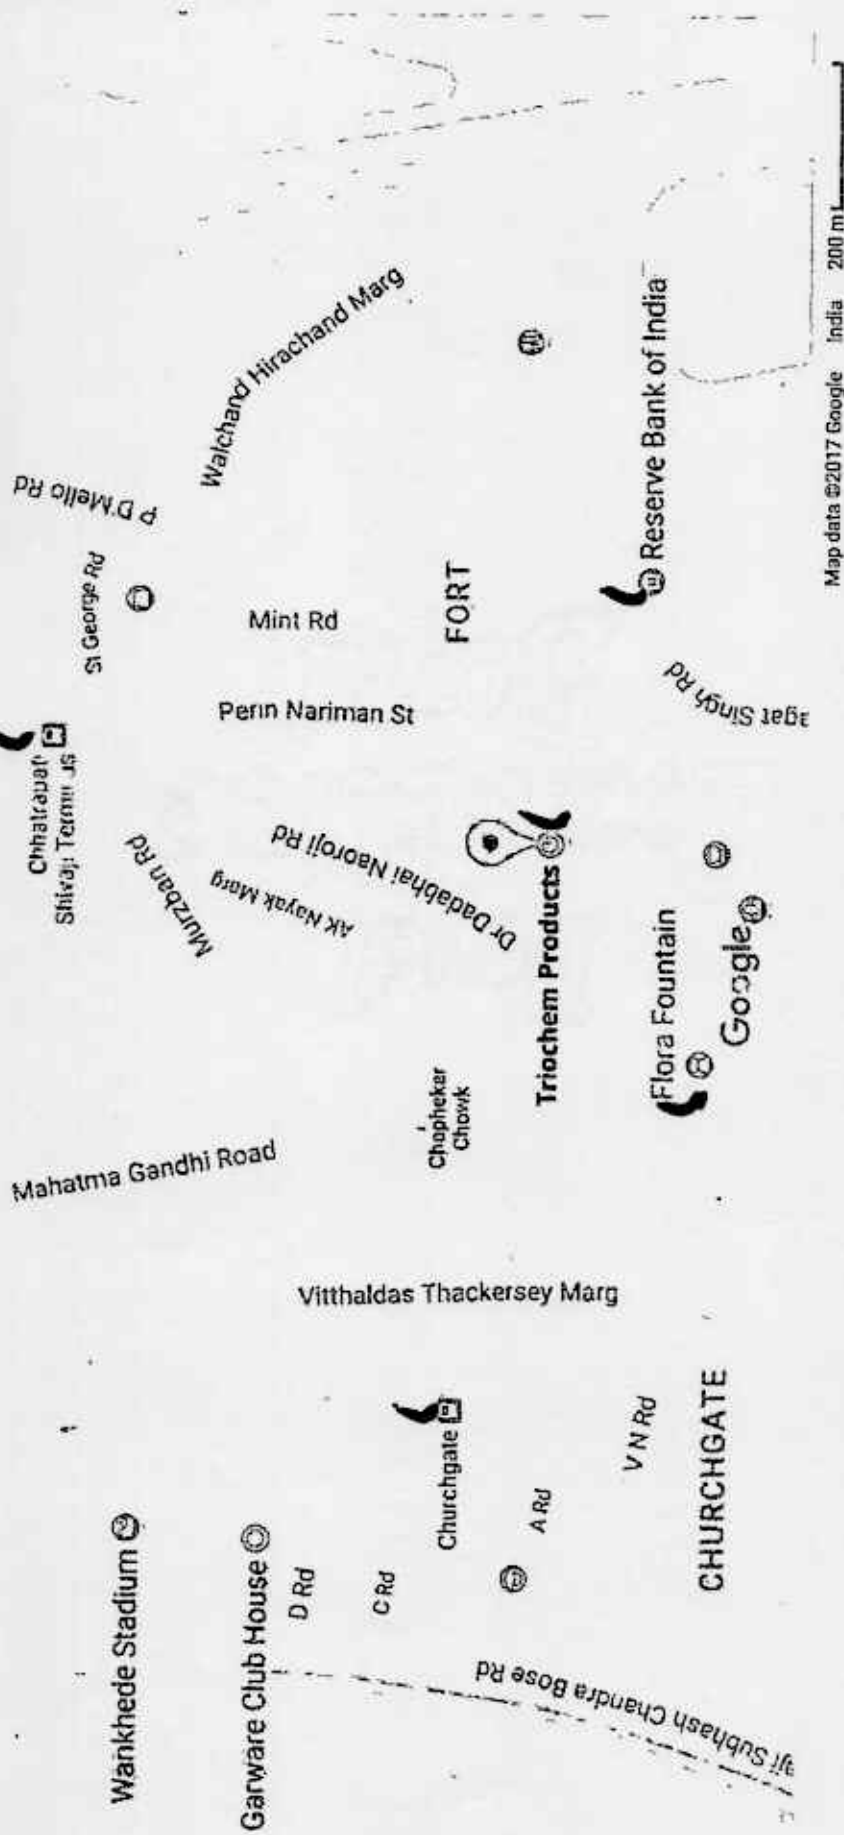 Wankhede Stadium
Garware Club House
D Rd
C Rd
Churchgate
A Rd
V N Rd
CHURCHGATE
Subhash Chandra Bose Rd
Vitthaldas Thackersey Marg
Mahatma Gandhi Road
Chapheker
Chowk
Triochem Products
Flora Fountain
Google
Chhatrapati
Shivaji Terminus
Murzban Rd
AK Nayak Marg
Dr Dadabhai Naoroji Rd
Perin Nariman St
Mint Rd
St George Rd
P D'Mello Rd
Walchand Hirachand Marg
FORT
Reserve Bank of India
agat Singh Rd
Map data ©2017 Google India 200 m